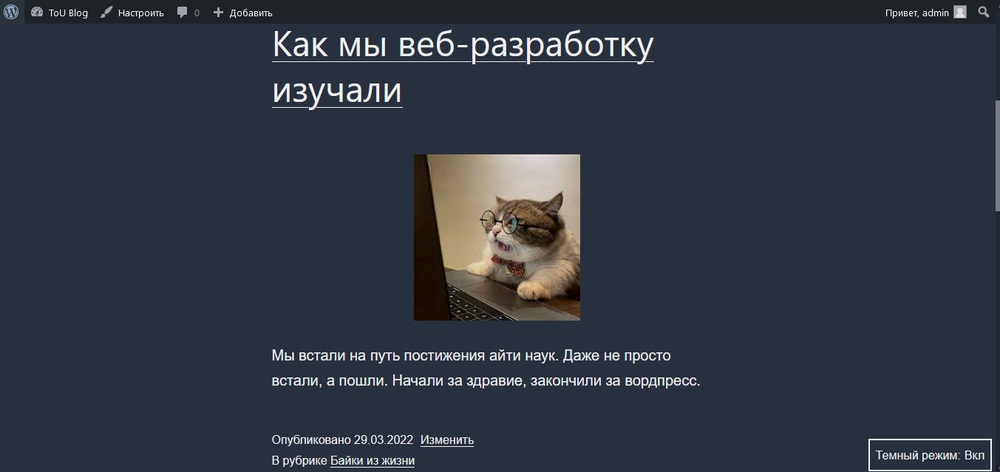 ToU Blog Настроить 0 Добавить Привет, admin
Как мы веб-разработку
изучали
Мы встали на путь постижения айти наук. Даже не просто
встали, а пошли. Начали за здравие, закончили за вордпресс.
Опубликовано 29.03.2022 Изменить
В рубрике Байки из жизни
Темный режим: Вкл